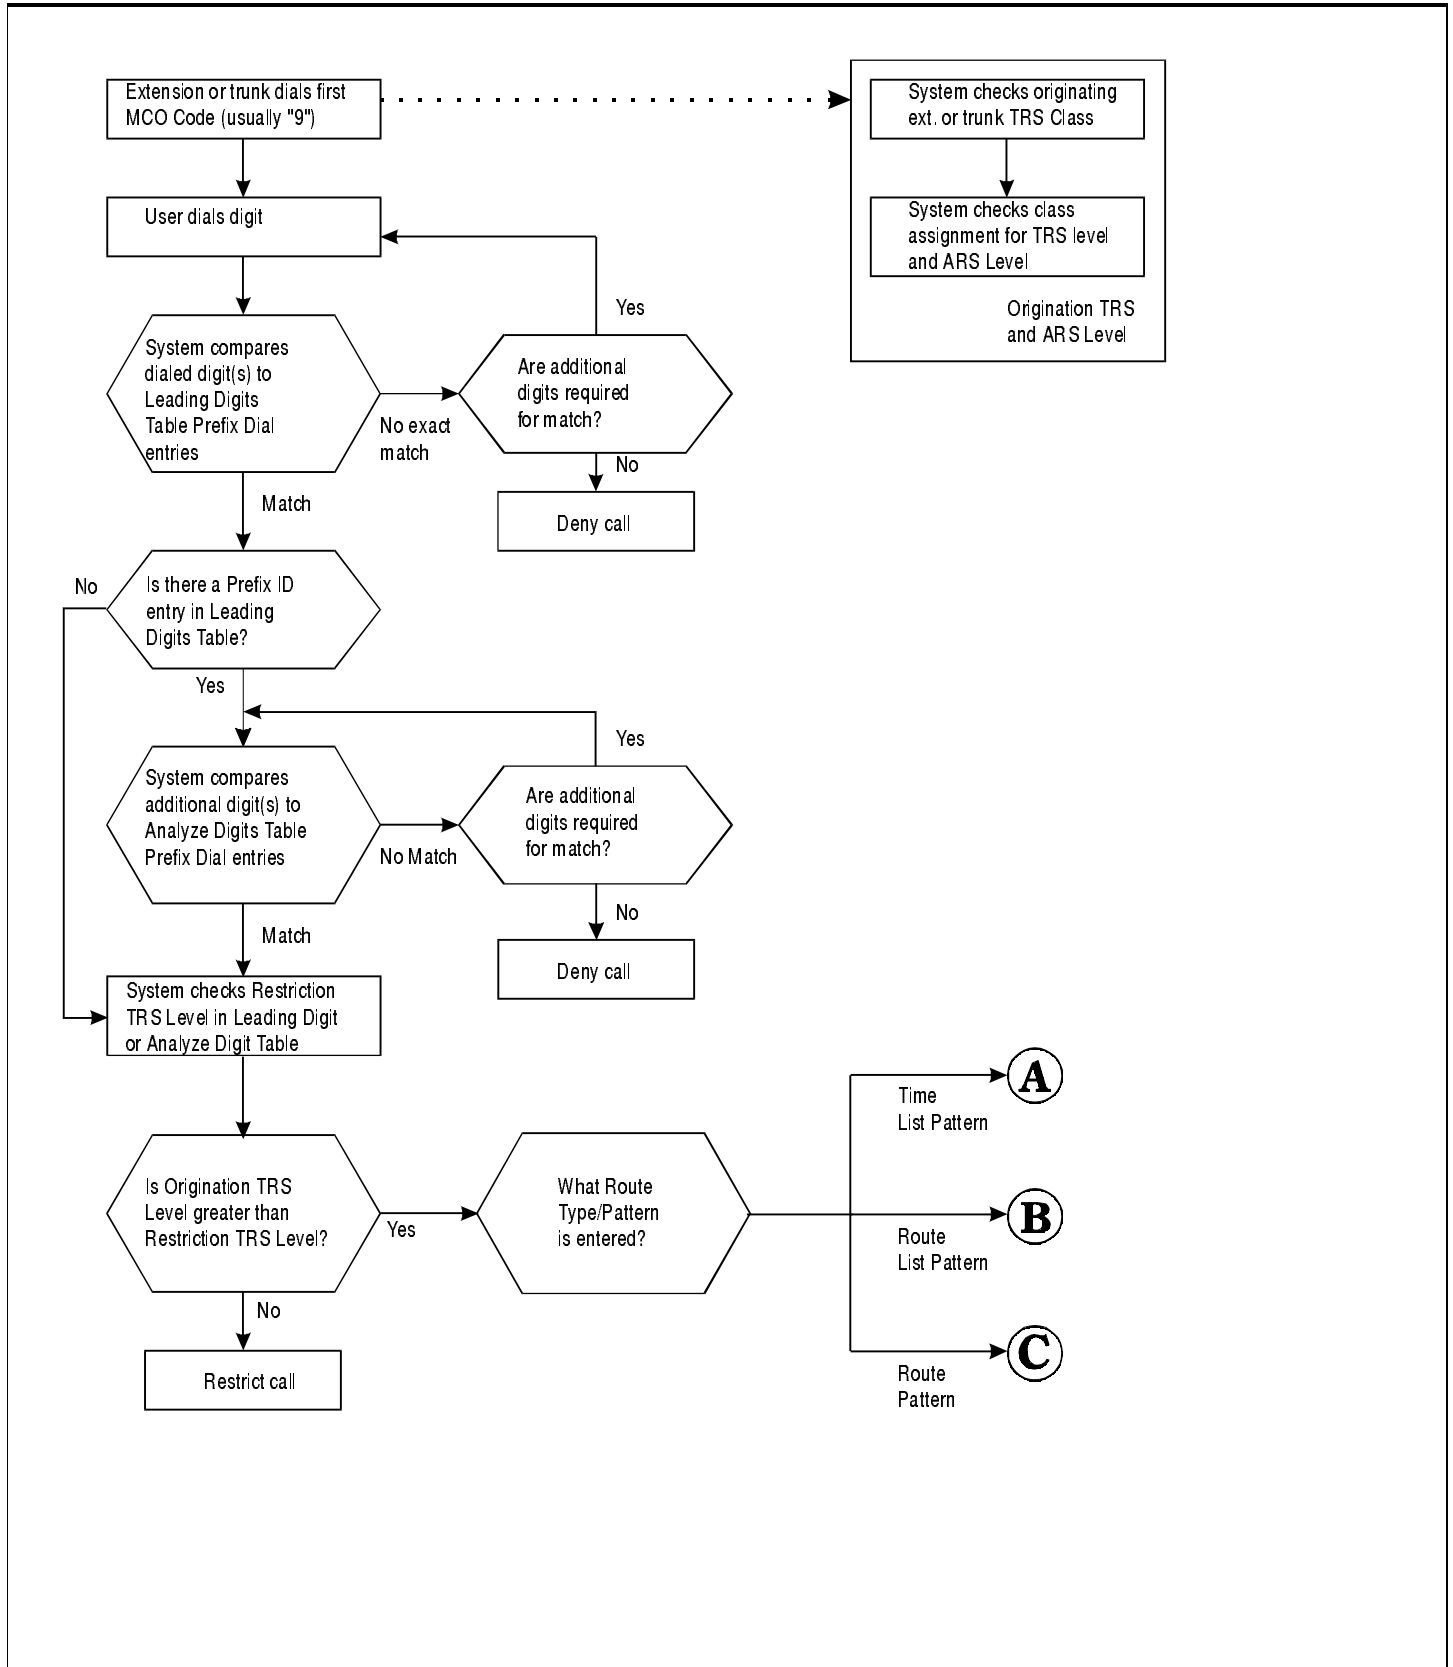 Extension or trunk dials first
MCO Code (usually "9")
System checks originating
ext. or trunk TRS Class
User dials digit
System checks class
assignment for TRS level
and ARS Level
Origination TRS
and ARS Level
Yes
System compares
dialed digit(s) to
Leading Digits
Table Prefix Dial
entries
No exact
match
Are additional
digits required
for match?
No
Deny call
Match
No
Is there a Prefix ID
entry in Leading
Digits Table?
Yes
Yes
System compares
additional digit(s) to
Analyze Digits Table
Prefix Dial entries
No Match
Are additional
digits required
for match?
No
Deny call
Match
System checks Restriction
TRS Level in Leading Digit
or Analyze Digit Table
A
Time
List Pattern
Is Origination TRS
Level greater than
Restriction TRS Level?
Yes
What Route
Type/Pattern
is entered?
B
Route
List Pattern
No
Restrict call
C
Route
Pattern